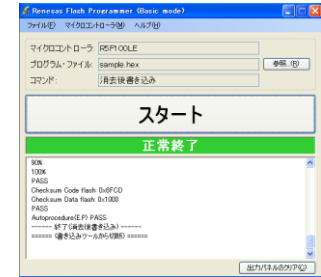 Renesas Flash Programmer (Basic mode)
ファイル(F) マイクロコントローラ(M) ヘルプ(H)
マイクロコントローラ: R5F100LE
プログラム・ファイル: sample.hex 参照...(B)
コマンド: 消去後書き込み
スタート
正常終了
90%
100%
PASS
Checksum Code flash: 0x8FCD
Checksum Data flash: 0x1000
PASS
Autoprocedure(E.P) PASS
------ 終了(消去後書き込み) ------
====== (書き込みツールから切断) ======
出力パネルのクリア(C)